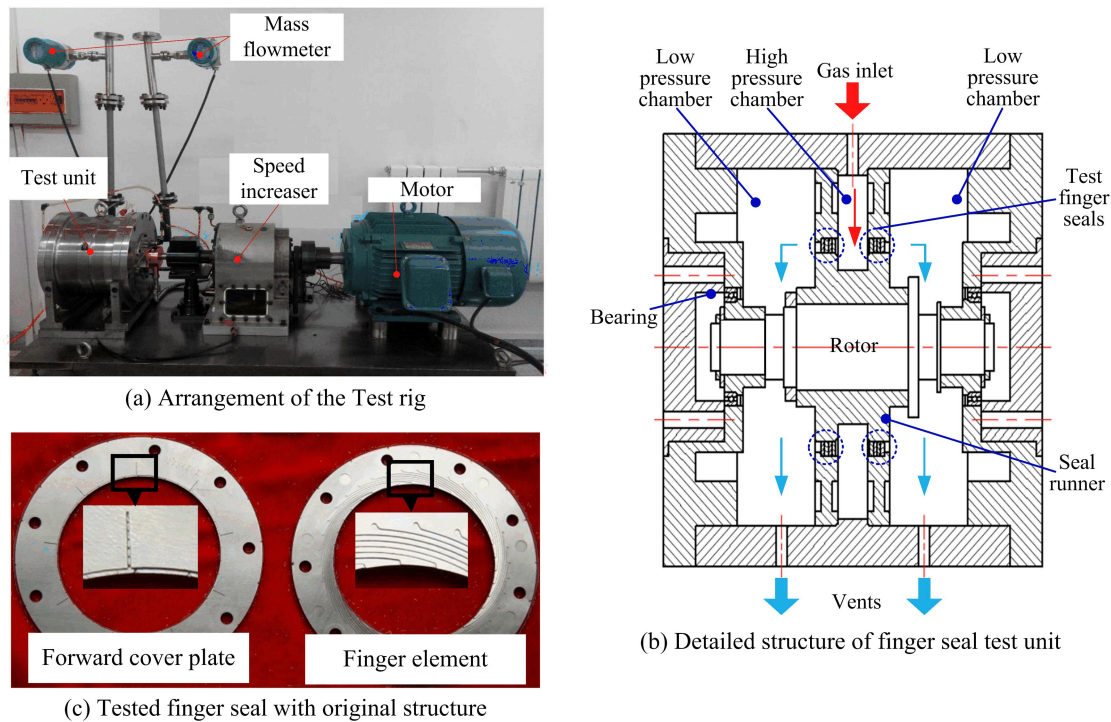 Mass
flowmeter
Test unit
Speed
increaser
Motor
(a) Arrangement of the Test rig
Forward cover plate
Finger element
(c) Tested finger seal with original structure
Low
pressure
chamber
High
pressure
chamber
Gas inlet
Low
pressure
chamber
Test
finger
seals
Bearing
Rotor
Seal
runner
Vents
(b) Detailed structure of finger seal test unit